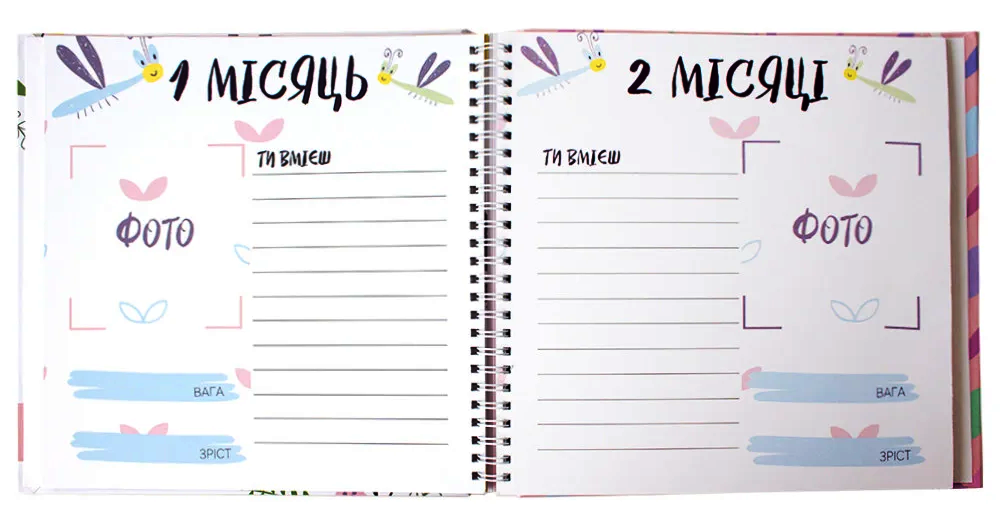 1 МІСЯЦЬ
ТИ ВМІЄШ
ФОТО
ВАГА
ЗРІСТ
2 МІСЯЦІ
ТИ ВМІЄШ
ФОТО
ВАГА
ЗРІСТ